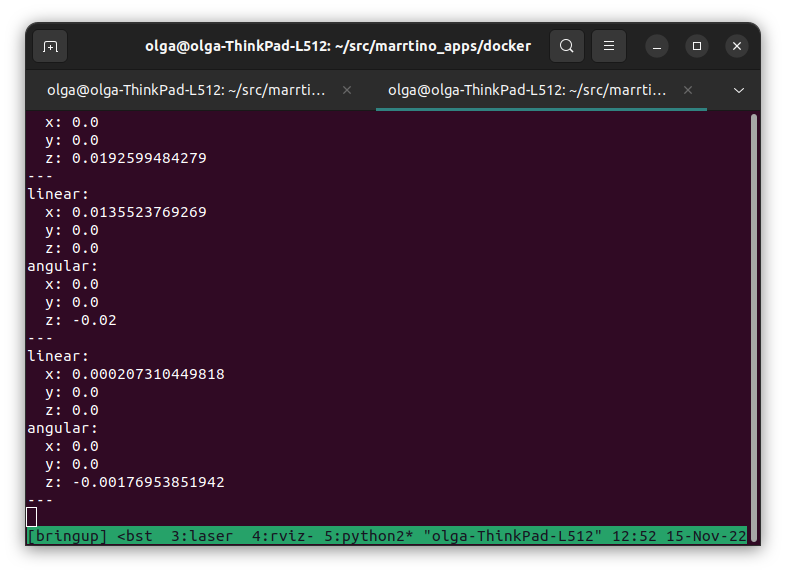 olga@olga-ThinkPad-L512: ~/src/marrtino_apps/docker
olga@olga-ThinkPad-L512: ~/src/marrti...
olga@olga-ThinkPad-L512: ~/src/marrti...
x: 0.0
y: 0.0
z: 0.0192599484279
---
linear:
x: 0.0135523769269
y: 0.0
z: 0.0
angular:
x: 0.0
y: 0.0
z: -0.02
---
linear:
x: 0.000207310449818
y: 0.0
z: 0.0
angular:
x: 0.0
y: 0.0
z: -0.00176953851942
---
[bringup] <bst  3:laser  4:rviz- 5:python2* "olga-ThinkPad-L512" 12:52 15-Nov-22